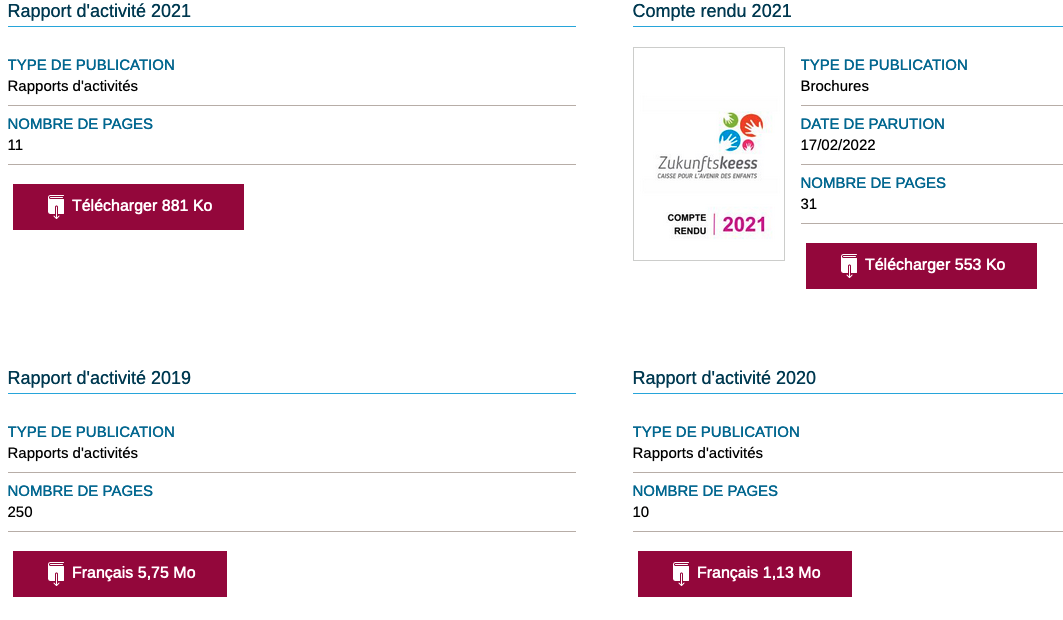 Rapport d'activité 2021
TYPE DE PUBLICATION
Rapports d'activités
NOMBRE DE PAGES
11
Télécharger 881 Ko
Compte rendu 2021
Zukunftskeess
CAISSE POUR L'AVENIR DES ENFANTS
COMPTE
RENDU
2021
TYPE DE PUBLICATION
Brochures
DATE DE PARUTION
17/02/2022
NOMBRE DE PAGES
31
Télécharger 553 Ko
Rapport d'activité 2019
TYPE DE PUBLICATION
Rapports d'activités
NOMBRE DE PAGES
250
Français 5,75 Mo
Rapport d'activité 2020
TYPE DE PUBLICATION
Rapports d'activités
NOMBRE DE PAGES
10
Français 1,13 Mo